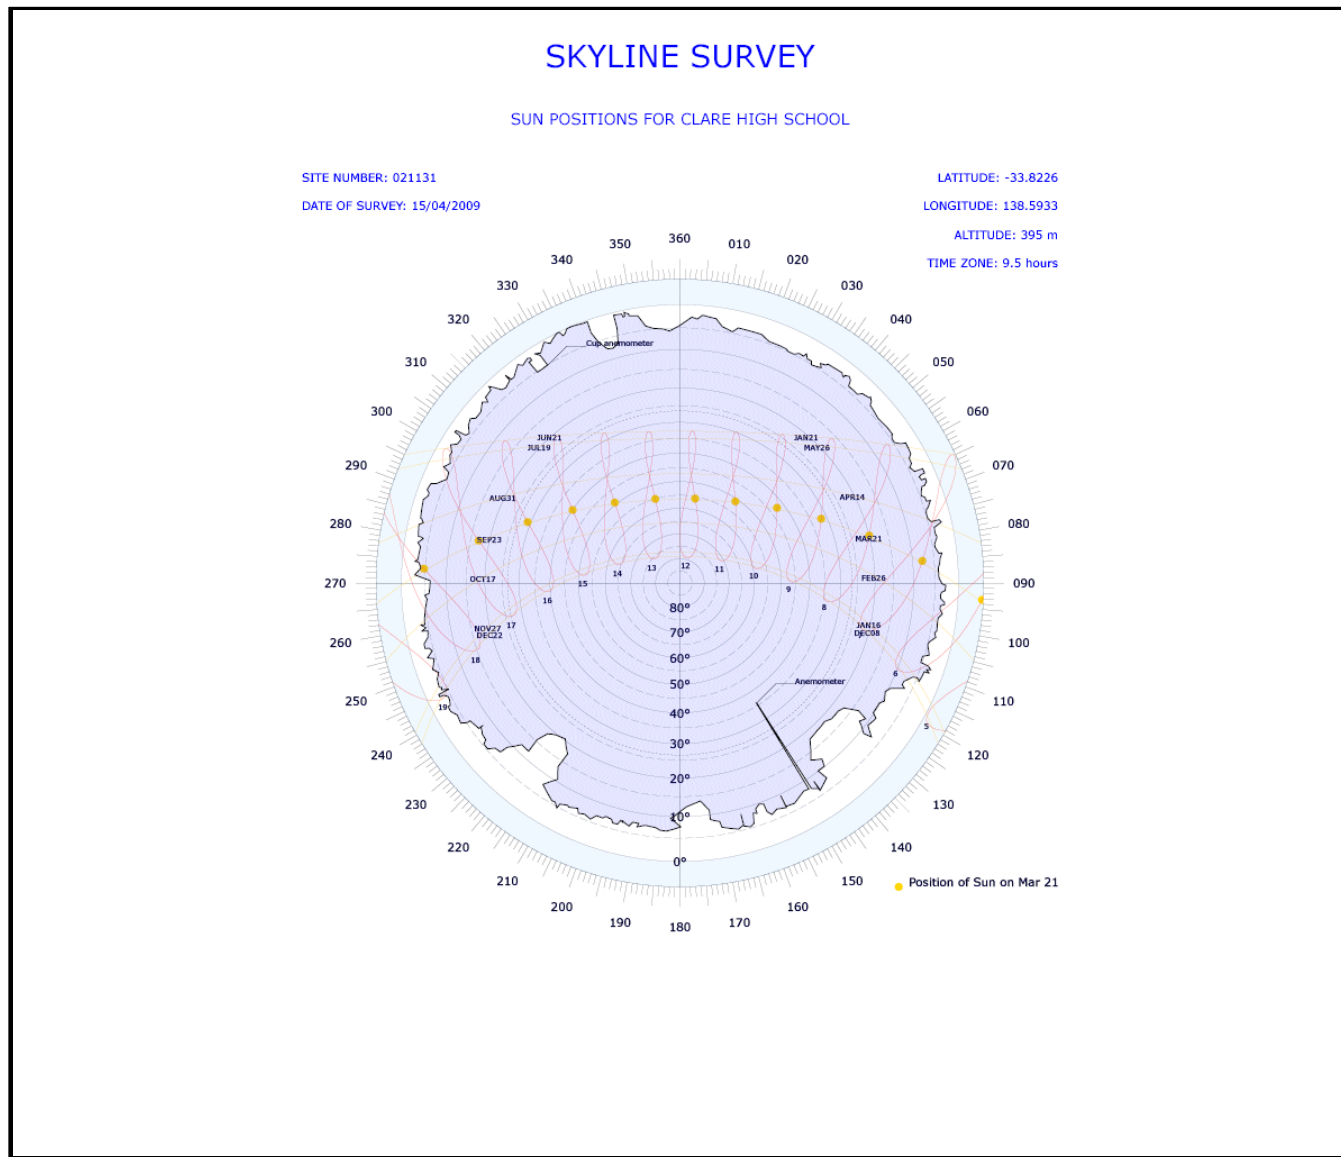 SKYLINE SURVEY
SUN POSITIONS FOR CLARE HIGH SCHOOL
SITE NUMBER: 021131
LATITUDE: -33.8226
DATE OF SURVEY: 15/04/2009
LONGITUDE: 138.5933
ALTITUDE: 395 m
TIME ZONE: 9.5 hours
360
350
010
340
020
330
030
320
040
310
050
300
060
290
070
280
080
270
090
260
100
250
110
240
120
230
130
220
140
210
150
200
160
190
170
180
Cup anemometer
JUN21
JAN21
JUL19
MAY26
AUG31
APR14
SEP23
MAR21
OCT17
FEB26
NOV27
JAN16
DEC22
DEC08
12
13
11
14
10
15
9
16
8
17
7
18
6
19
5
80°
70°
60°
50°
40°
30°
20°
10°
0°
Anemometer
Position of Sun on Mar 21